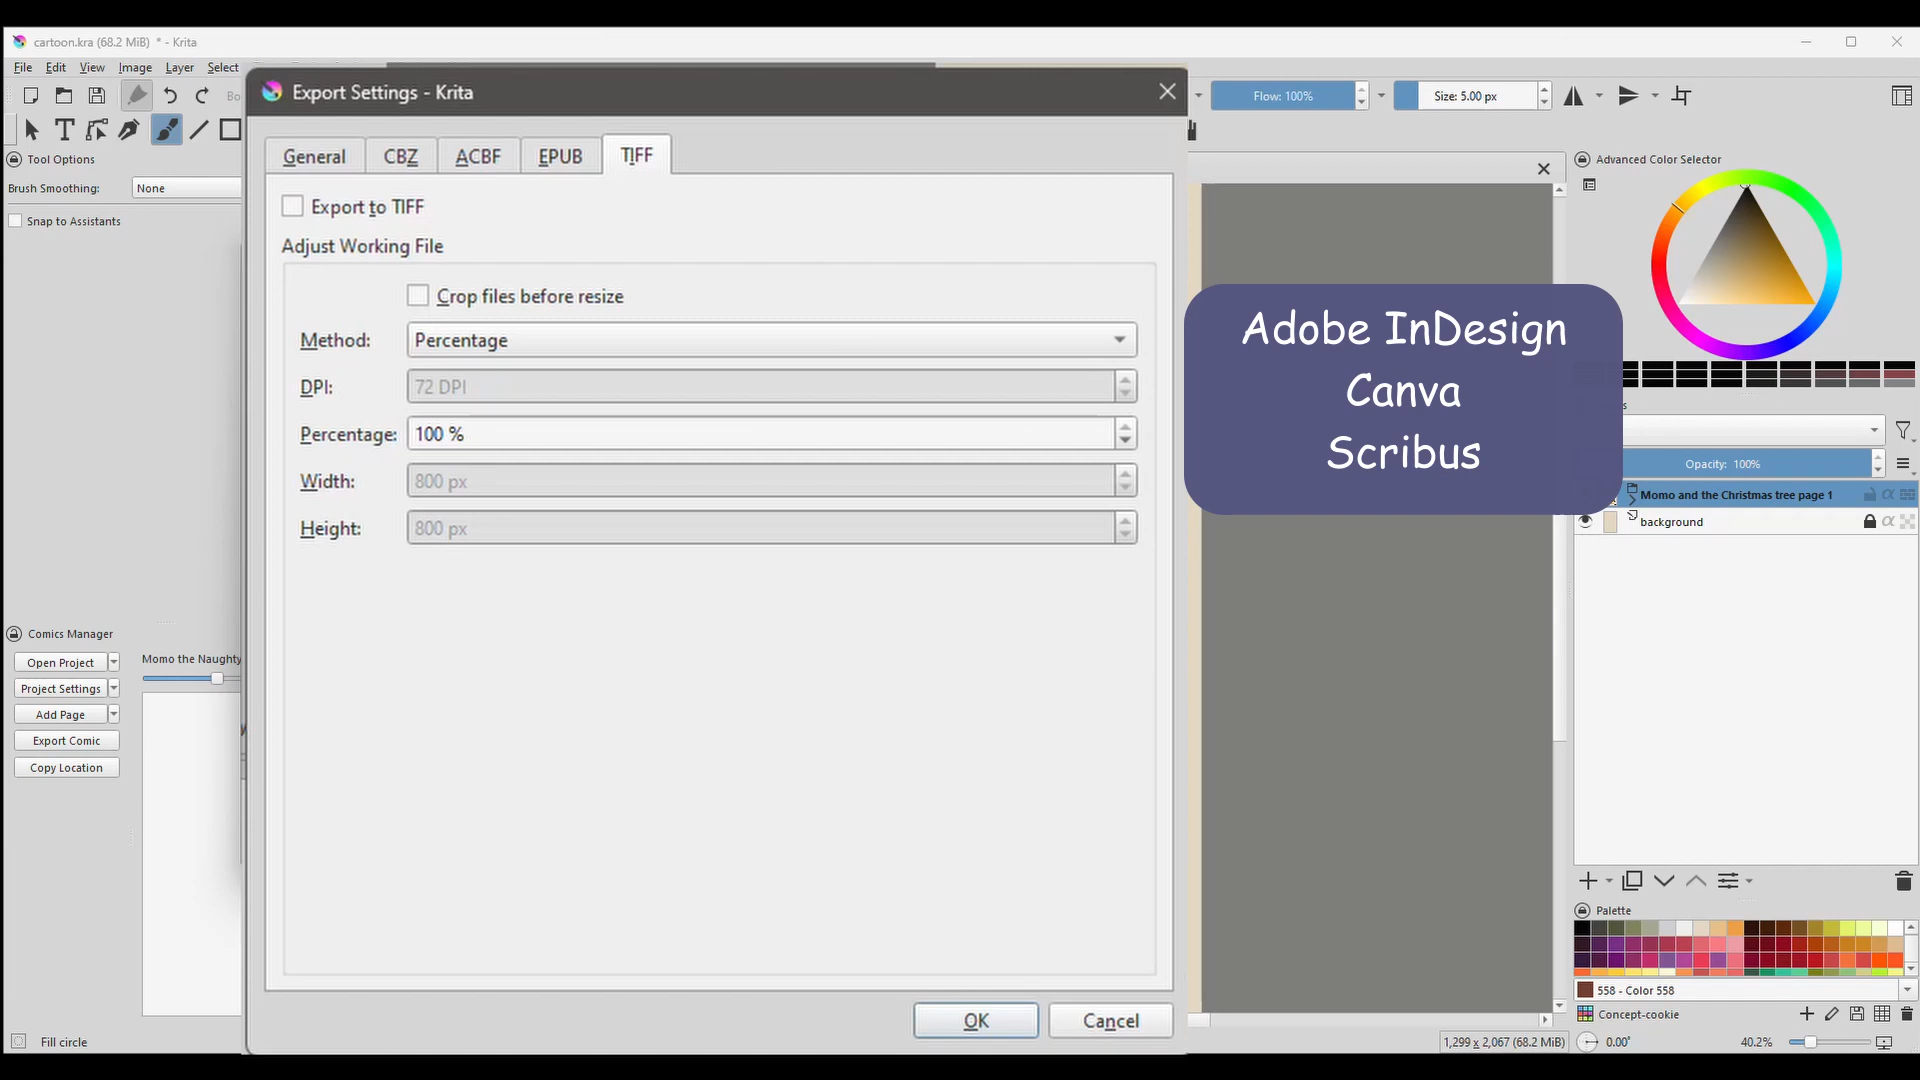 cartoon.kra (68.2 MiB) * - Krita
File Edit View Image Layer Select
Export Settings - Krita
Flow: 100%
Size: 5.00 px
General CBZ ACBF EPUB TIFF
Tool Options
Brush Smoothing: None
Snap to Assistants
Export to TIFF
Adjust Working File
Crop files before resize
Method: Percentage
DPI: 72 DPI
Percentage: 100 %
Width: 800 px
Height: 800 px
OK
Cancel
Adobe InDesign
Canva
Scribus
Advanced Color Selector
Opacity: 100%
Momo and the Christmas tree page 1
background
Comics Manager
Open Project
Project Settings
Add Page
Export Comic
Copy Location
Momo the Naughty
Palette
558 - Color 558
Concept-cookie
Fill circle
1,299 x 2,067 (68.2 MiB)
0.00°
40.2%